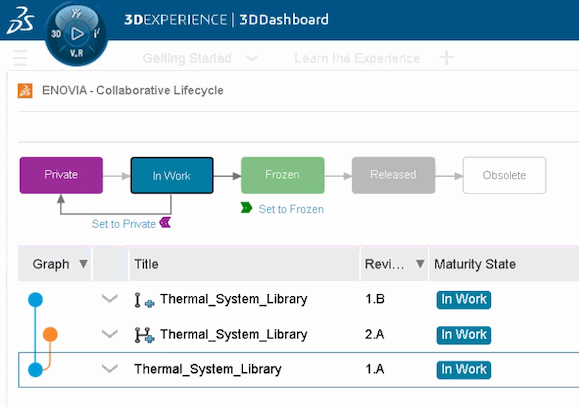 3DEXPERIENCE | 3DDashboard
3D
V.R
Getting Started Learn the Experience
ENOVIA - Collaborative Lifecycle
Private In Work Frozen Released Obsolete
Set to Private Set to Frozen
Graph Title Revi... Maturity State
Thermal_System_Library 1.B In Work
Thermal_System_Library 2.A In Work
Thermal_System_Library 1.A In Work